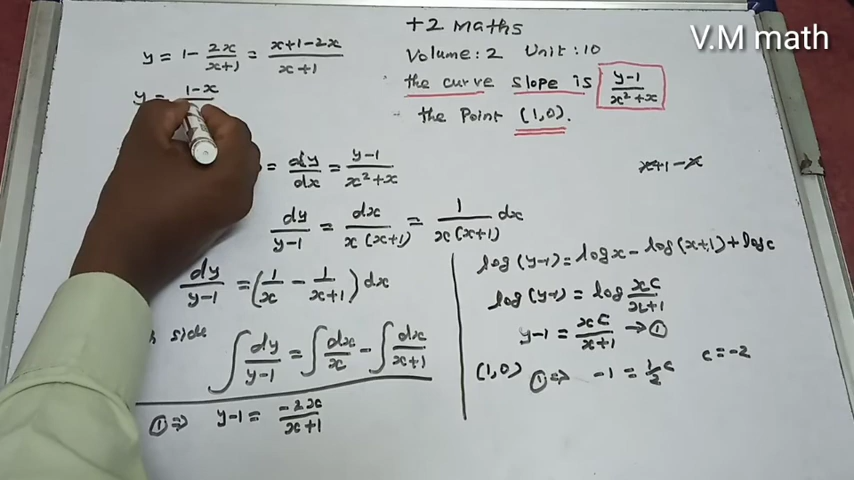 +2 Maths
V.M math
Volume: 2 Unit: 10
the curve slope is y-1/x²+x
the Point (1,0).
y = 1 - 2x/x+1 = x+1-2x/x+1
y = 1-x
= dy/dx = y-1/x²+x
x+1-x
dy/y-1 = dx/x(x+1) = 1/x(x+1) dx
dy/y-1 = (1/x - 1/x+1) dx
side
∫ dy/y-1 = ∫ dx/x - ∫ dx/x+1
log(y-1) = log x - log(x+1) + log c
log(y-1) = log xc/x+1
y-1 = xc/x+1 → ①
(1,0) ① ⇒ -1 = 1/2 c c = -2
① ⇒ y-1 = -2x/x+1